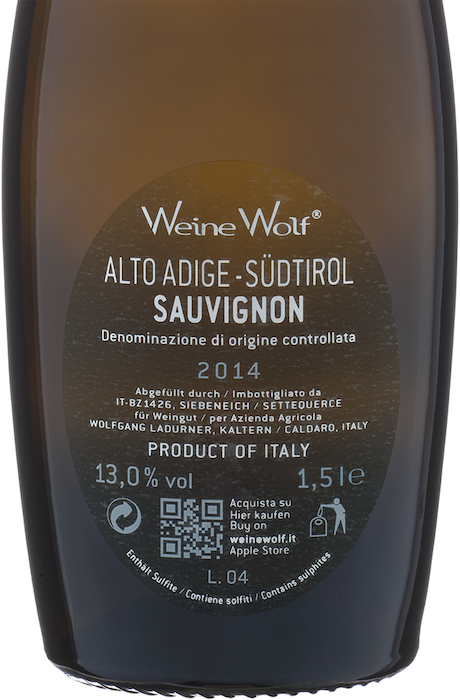 Weine Wolf®
ALTO ADIGE - SÜDTIROL
SAUVIGNON
Denominazione di origine controllata
2014
Abgefüllt durch / Imbottigliato da
IT-BZ1426, SIEBENEICH / SETTEQUERCE
für Weingut / per Azienda Agricola
WOLFGANG LADURNER, KALTERN / CALDARO, ITALY
PRODUCT OF ITALY
13,0% vol
1,5l e
Acquista su
Hier kaufen
Buy on
weinewolf.it
Apple Store
L. 04
Enthält Sulfite / Contiene solfiti / Contains sulphites